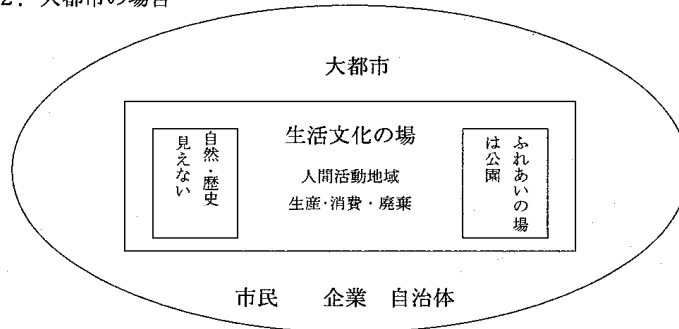 2. 大都市の場合
大都市
生活文化の場
人間活動地域
生産・消費・廃棄
自然・歴史
見えない
ふれあいの場
は公園
市民 企業 自治体